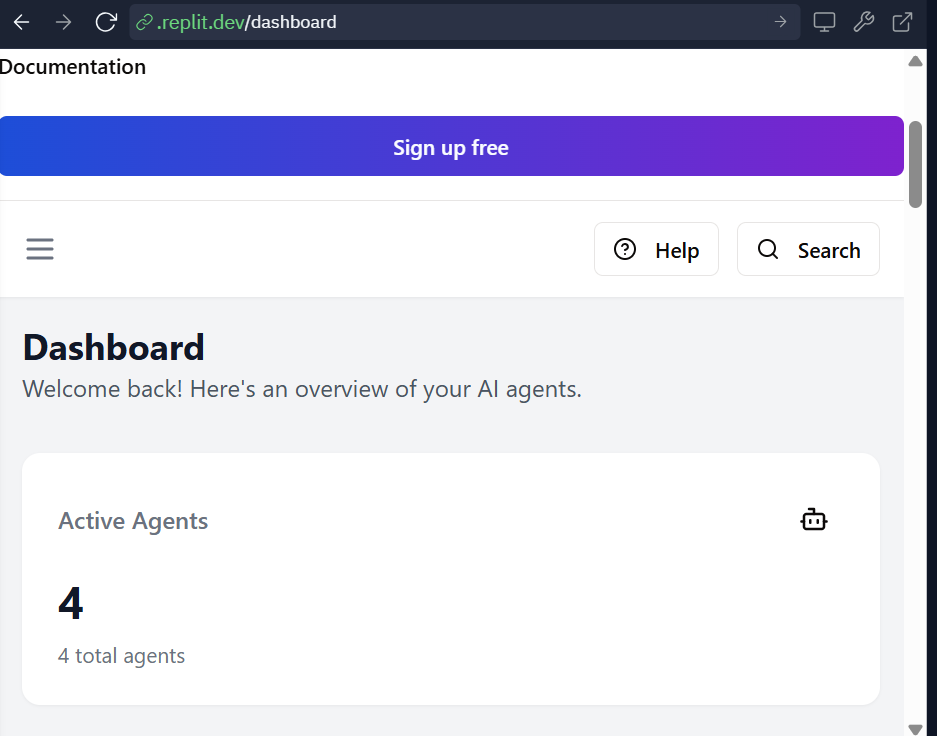 .replit.dev/dashboard
Documentation
Sign up free
Help
Search
Dashboard
Welcome back! Here's an overview of your AI agents.
Active Agents
4
4 total agents